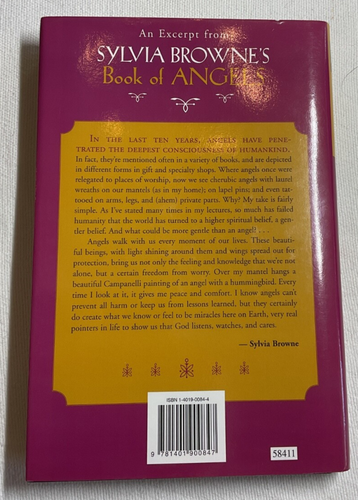 An Excerpt from
SYLVIA BROWNE'S
Book of ANGELS
IN THE LAST TEN YEARS, ANGELS HAVE PENE-
TRATED THE DEEPEST CONSCIOUSNESS OF HUMANKIND.
In fact, they're mentioned often in a variety of books, and are depicted
in different forms in gift and specialty shops. Where angels once were
relegated to places of worship, now we see cherubic angels with laurel
wreaths on our mantels (as in my home); on lapel pins; and even tat-
tooed on arms, legs, and (ahem) private parts. Why? My take is fairly
simple. As I've stated many times in my lectures, so much has failed
humanity that the world has turned to a higher spiritual belief, a gen-
tler belief. And what could be more gentle than an angel? . . .
Angels walk with us every moment of our lives. These beauti-
ful beings, with light shining around them and wings spread out for
protection, bring us not only the feeling and knowledge that we're not
alone, but a certain freedom from worry. Over my mantel hangs a
beautiful Campanelli painting of an angel with a hummingbird. Every
time I look at it, it gives me peace and comfort. I know angels can't
prevent all harm or keep us from lessons learned, but they certainly
do create what we know or feel to be miracles here on Earth, very real
pointers in life to show us that God listens, watches, and cares.
— Sylvia Browne
ISBN 1-4019-0084-4
9 781401 900847
58411